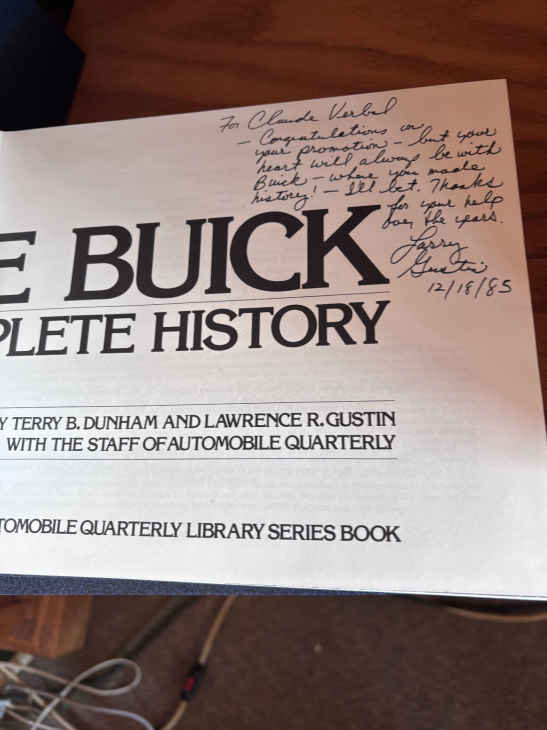 For Claude Verbal
- Congratulations on
your promotion - but your
heart will always be with
Buick - where you made
history! - I'll bet. Thanks
for your help
over the years.
Larry
Gustin
12/18/85
E BUICK
PLETE HISTORY
Y TERRY B. DUNHAM AND LAWRENCE R. GUSTIN
WITH THE STAFF OF AUTOMOBILE QUARTERLY
TOMOBILE QUARTERLY LIBRARY SERIES BOOK